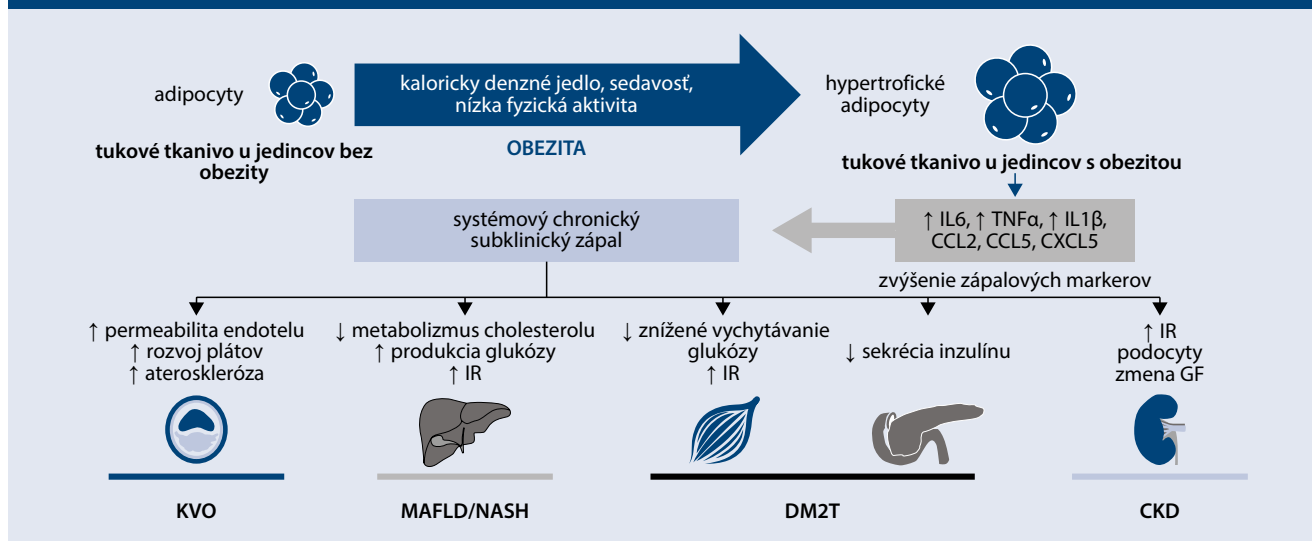 adipocyty
kaloricky denzné jedlo, sedavosť,
nízka fyzická aktivita
hypertrofické
adipocyty
tukové tkanivo u jedincov bez
obezity
OBEZITA
tukové tkanivo u jedincov s obezitou
systémový chronický
subklinický zápal
↑ IL6, ↑ TNFα, ↑ IL1β,
CCL2, CCL5, CXCL5
zvýšenie zápalových markerov
↑ permeabilita endotelu
↑ rozvoj plátov
↑ ateroskleróza
↓ metabolizmus cholesterolu
↑ produkcia glukózy
↑ IR
↓ znížené vychytávanie
glukózy
↑ IR
↓ sekrécia inzulínu
↑ IR
podocyty
zmena GF
KVO
MAFLD/NASH
DM2T
CKD